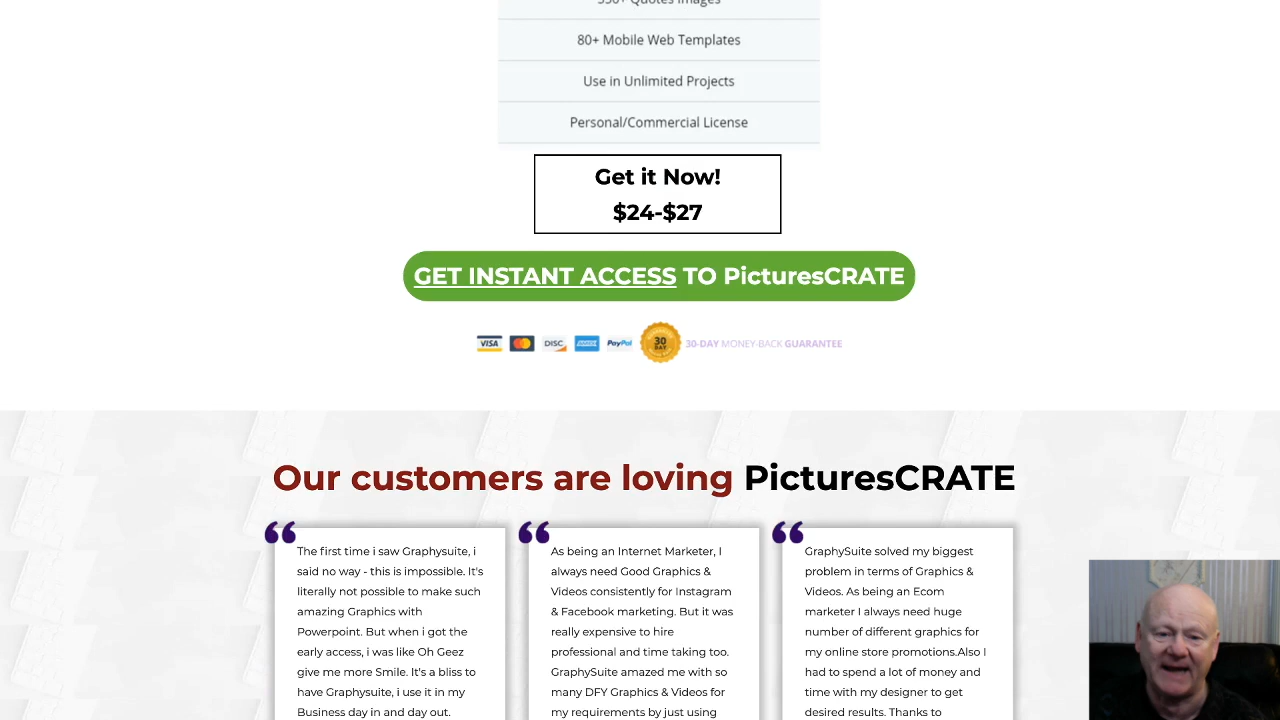 350+ Quotes Images
80+ Mobile Web Templates
Use in Unlimited Projects
Personal/Commercial License
Get it Now!
$24-$27
GET INSTANT ACCESS TO PicturesCRATE
VISA DISC PayPal 30 DAY 30-DAY MONEY-BACK GUARANTEE
Our customers are loving PicturesCRATE
The first time i saw Graphysuite, i
said no way - this is impossible. It's
literally not possible to make such
amazing Graphics with
Powerpoint. But when i got the
early access, i was like Oh Geez
give me more Smile. It's a bliss to
have Graphysuite, i use it in my
Business day in and day out.
As being an Internet Marketer, I
always need Good Graphics &
Videos consistently for Instagram
& Facebook marketing. But it was
really expensive to hire
professional and time taking too.
GraphySuite amazed me with so
many DFY Graphics & Videos for
my requirements by just using
GraphySuite solved my biggest
problem in terms of Graphics &
Videos. As being an Ecom
marketer I always need huge
number of different graphics for
my online store promotions.Also I
had to spend a lot of money and
time with my designer to get
desired results. Thanks to